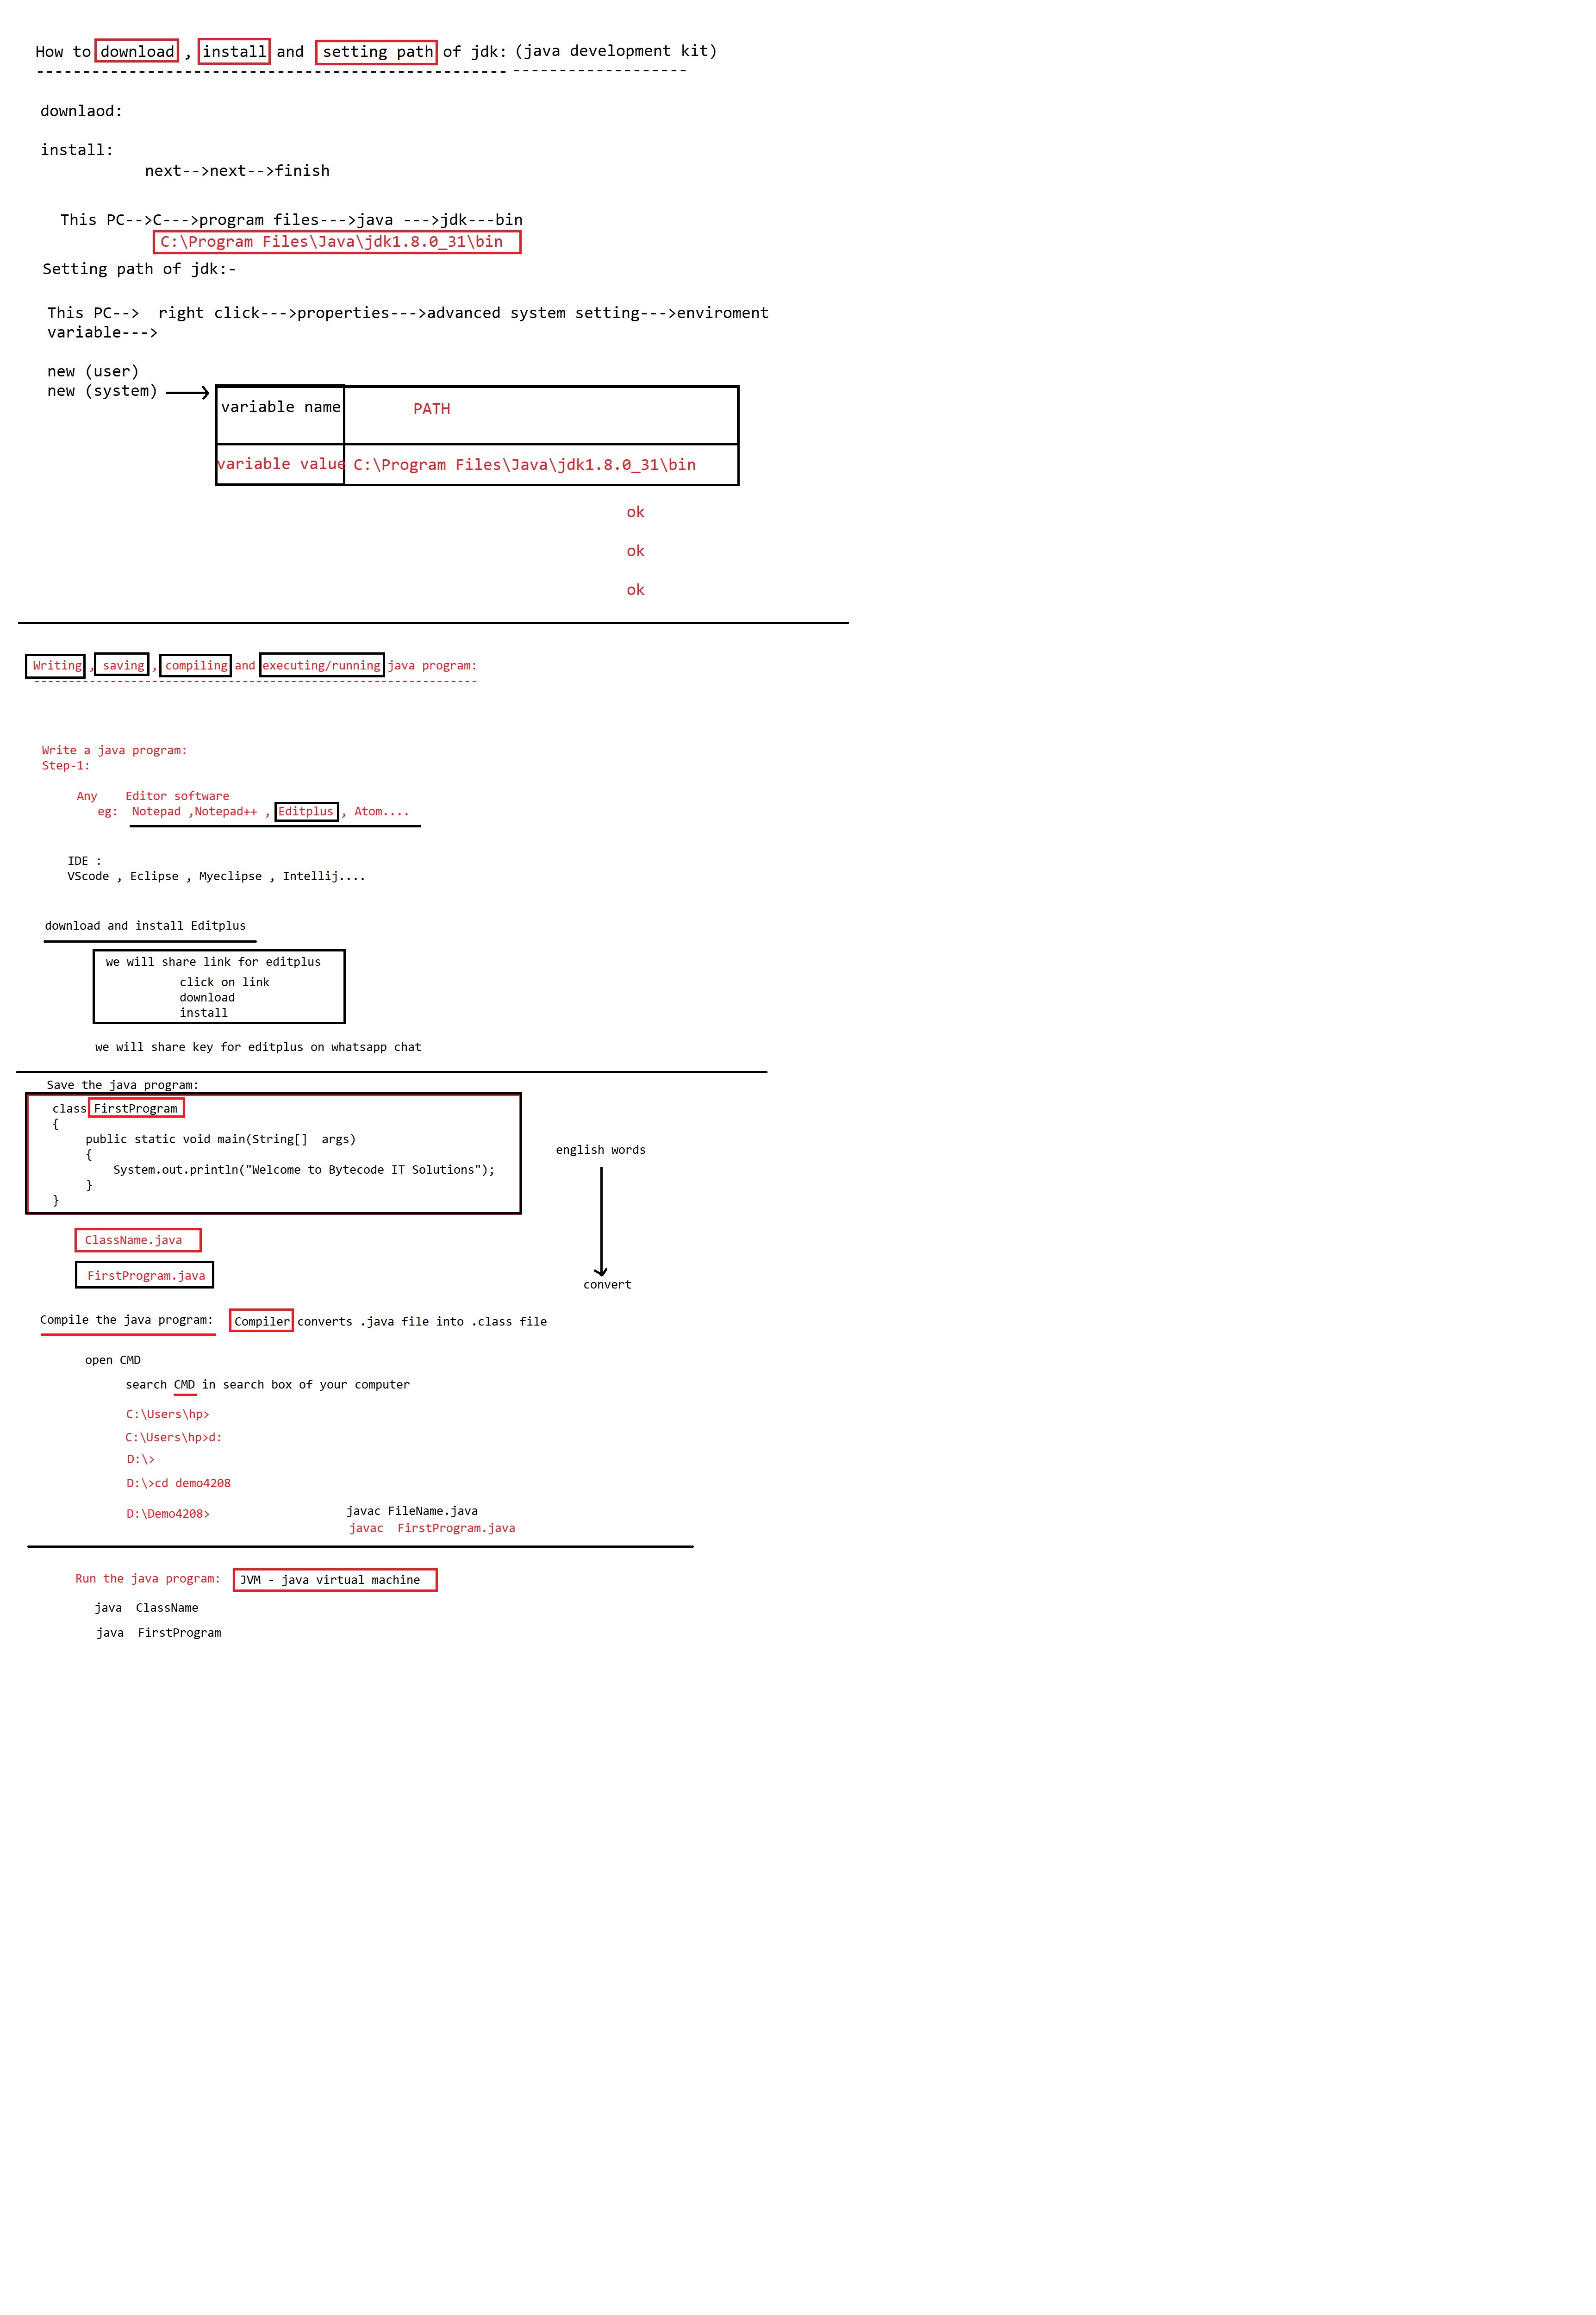 How to download , install and setting path of jdk: (java development kit)
----------------------------------------------------- -------------------
downlaod:
install:
next-->next-->finish
This PC-->C--->program files--->java --->jdk---bin
C:\Program Files\Java\jdk1.8.0_31\bin
Setting path of jdk:-
This PC-->  right click--->properties--->advanced system setting--->enviroment
variable--->
new (user)
new (system)
variable name PATH
variable value C:\Program Files\Java\jdk1.8.0_31\bin
ok
ok
ok
Writing , saving , compiling and executing/running java program:
----------------------------------------------------------------
Write a java program:
Step-1:
Any    Editor software
eg:  Notepad ,Notepad++ , Editplus , Atom....
IDE :
VScode , Eclipse , Myeclipse , Intellij....
download and install Editplus
we will share link for editplus
click on link
download
install
we will share key for editplus on whatsapp chat
Save the java program:
class FirstProgram
{
public static void main(String[]  args)
{
System.out.println("Welcome to Bytecode IT Solutions");
}
}
english words
convert
ClassName.java
FirstProgram.java
Compile the java program: Compiler converts .java file into .class file
open CMD
search CMD in search box of your computer
C:\Users\hp>
C:\Users\hp>d:
D:\>
D:\>cd demo4208
D:\Demo4208>
javac FileName.java
javac  FirstProgram.java
Run the java program: JVM - java virtual machine
java  ClassName
java  FirstProgram